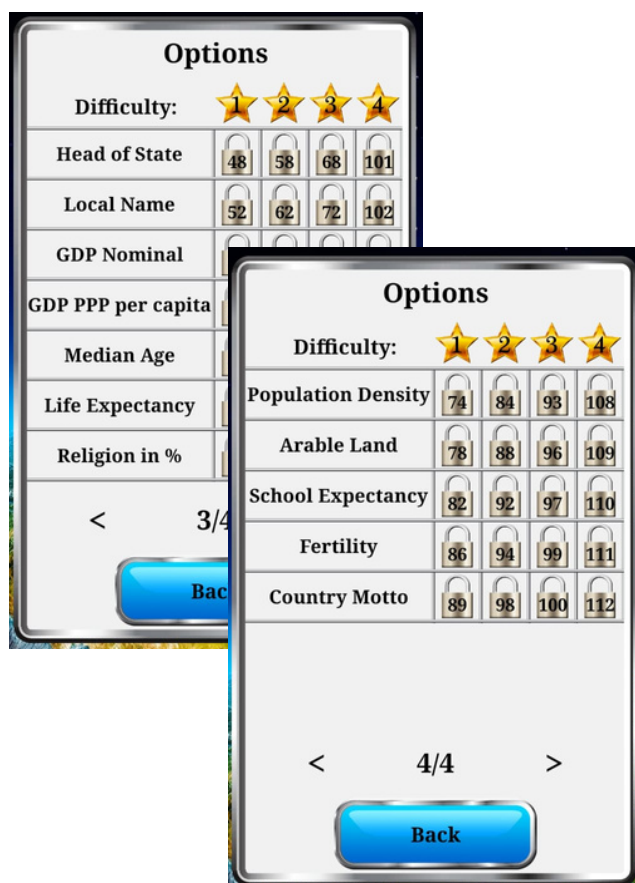 Options
Difficulty: 1 2 3 4
Head of State 48 58 68 101
Local Name 52 62 72 102
GDP Nominal
GDP PPP per capita
Median Age
Life Expectancy
Religion in %
< 3/4
Options
Difficulty: 1 2 3 4
Population Density 74 84 93 108
Arable Land 78 88 96 109
School Expectancy 82 92 97 110
Fertility 86 94 99 111
Country Motto 89 98 100 112
< 4/4 >
Back